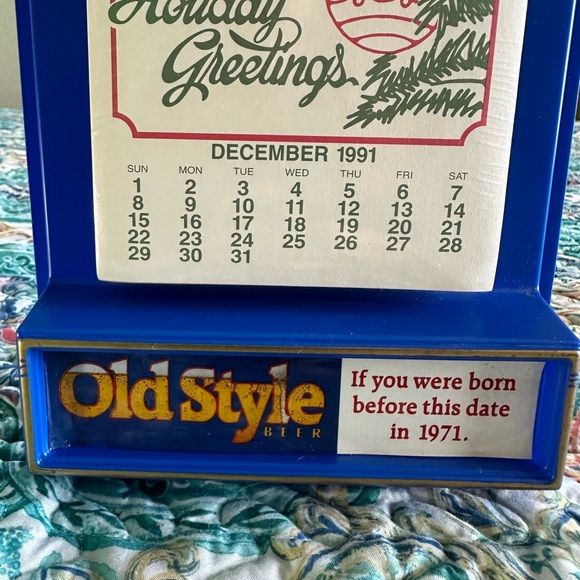 Holiday
Greetings
DECEMBER 1991
SUN MON TUE WED THU FRI SAT
1 2 3 4 5 6 7
8 9 10 11 12 13 14
15 16 17 18 19 20 21
22 23 24 25 26 27 28
29 30 31
Old Style
BEER
If you were born
before this date
in 1971.